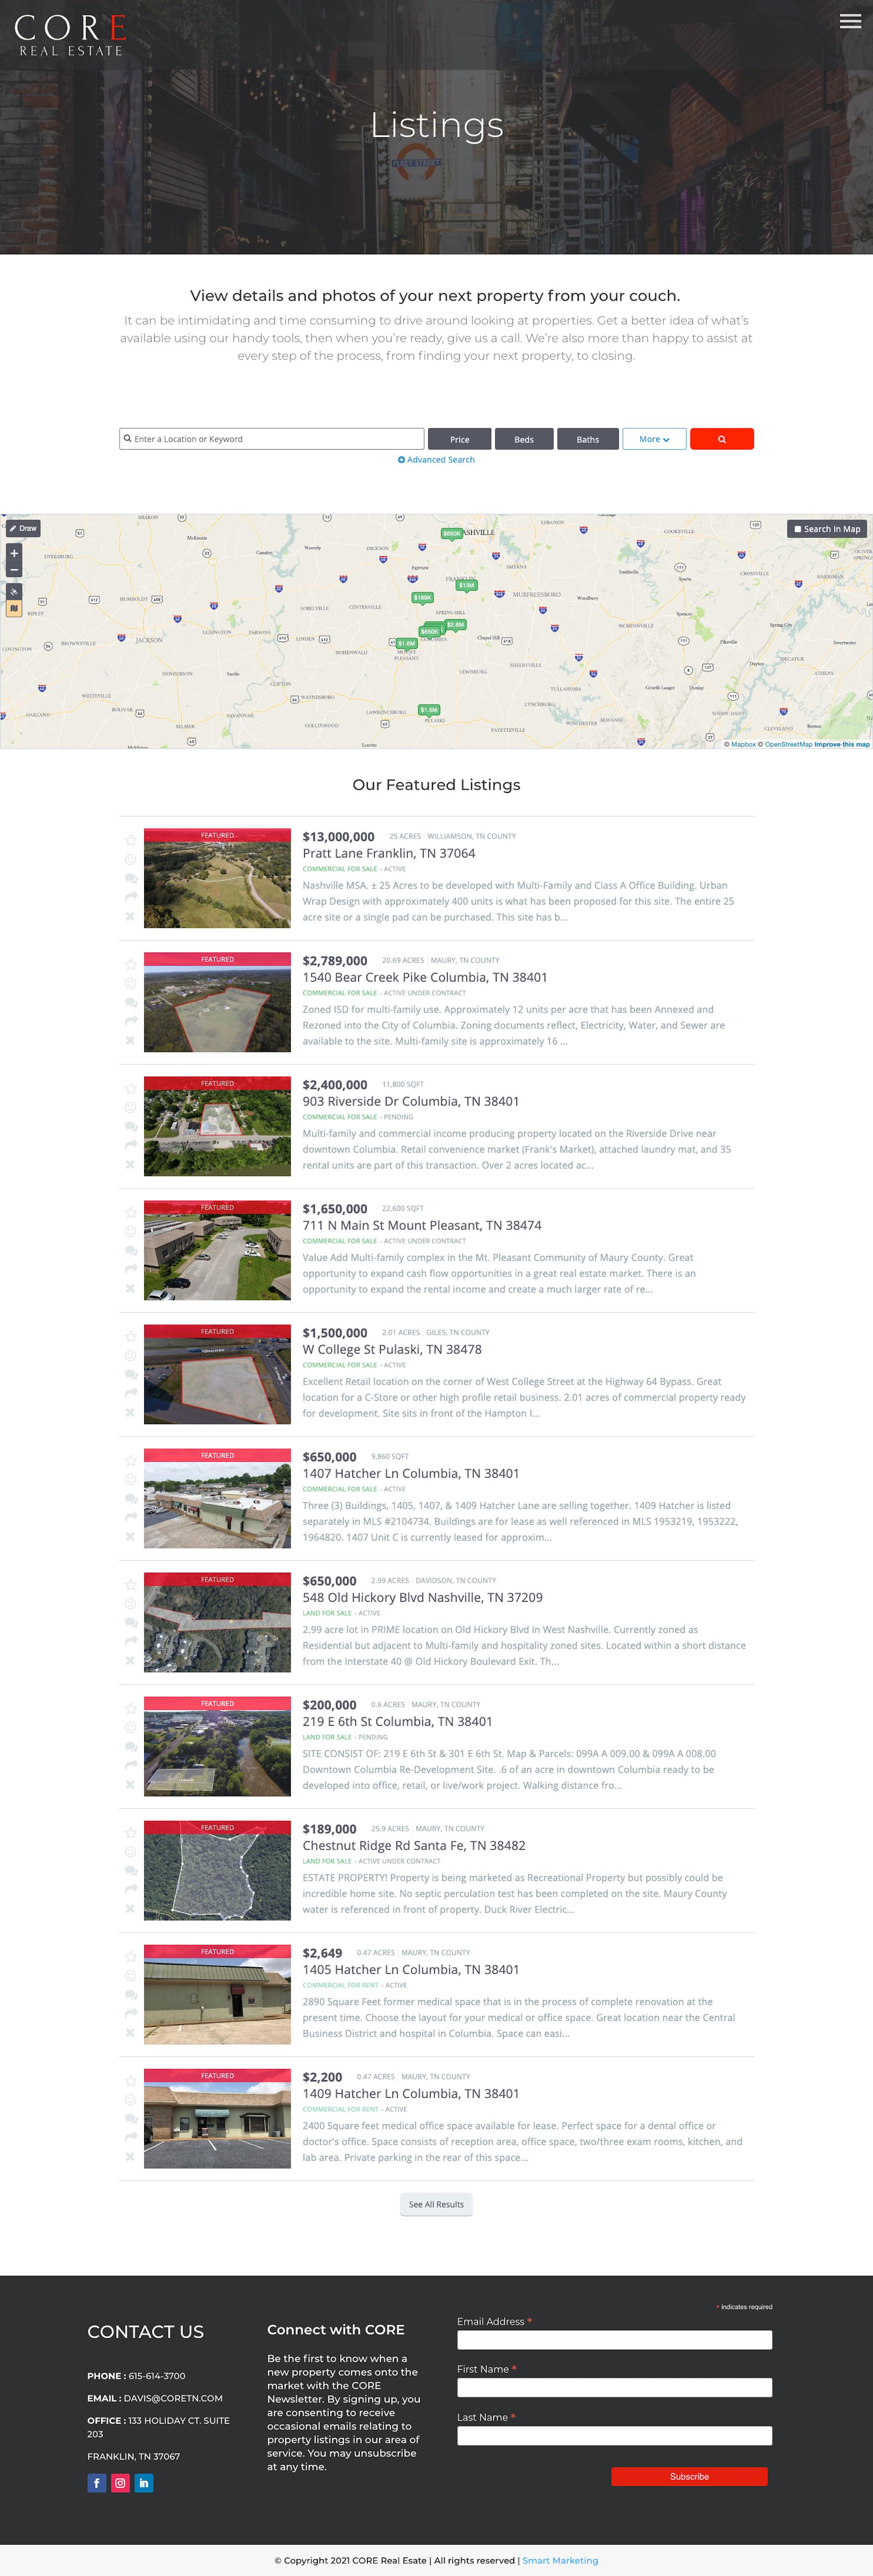 CORE
REAL ESTATE
Listings
FLEET STREET
View details and photos of your next property from your couch.
It can be intimidating and time consuming to drive around looking at properties. Get a better idea of what's
available using our handy tools, then when you're ready, give us a call. We're also more than happy to assist at
every step of the process, from finding your next property, to closing.
Enter a Location or Keyword
Price
Beds
Baths
More
Advanced Search
Draw
Search In Map
+
−
$650K
$13M
$189K
$2.8M
$650K
$1.6M
$1.5M
JACKSON
FRANKLIN
MURFREESBORO
SPRING HILL
MOUNT PLEASANT
PULASKI
© Mapbox © OpenStreetMap Improve this map
Our Featured Listings
FEATURED
$13,000,000 25 ACRES | WILLIAMSON, TN COUNTY
Pratt Lane Franklin, TN 37064
COMMERCIAL FOR SALE - ACTIVE
Nashville MSA. ± 25 Acres to be developed with Multi-Family and Class A Office Building. Urban
Wrap Design with approximately 400 units is what has been proposed for this site. The entire 25
acre site or a single pad can be purchased. This site has b...
FEATURED
$2,789,000 20.69 ACRES | MAURY, TN COUNTY
1540 Bear Creek Pike Columbia, TN 38401
COMMERCIAL FOR SALE - ACTIVE UNDER CONTRACT
Zoned ISD for multi-family use. Approximately 12 units per acre that has been Annexed and
Rezoned into the City of Columbia. Zoning documents reflect, Electricity, Water, and Sewer are
available to the site. Multi-family site is approximately 16 ...
FEATURED
$2,400,000 11,800 SQFT
903 Riverside Dr Columbia, TN 38401
COMMERCIAL FOR SALE - PENDING
Multi-family and commercial income producing property located on the Riverside Drive near
downtown Columbia. Retail convenience market (Frank's Market), attached laundry mat, and 35
rental units are part of this transaction. Over 2 acres located ac...
FEATURED
$1,650,000 22,600 SQFT
711 N Main St Mount Pleasant, TN 38474
COMMERCIAL FOR SALE - ACTIVE UNDER CONTRACT
Value Add Multi-family complex in the Mt. Pleasant Community of Maury County. Great
opportunity to expand cash flow opportunities in a great real estate market. There is an
opportunity to expand the rental income and create a much larger rate of re...
FEATURED
$1,500,000 2.01 ACRES | GILES, TN COUNTY
W College St Pulaski, TN 38478
COMMERCIAL FOR SALE - ACTIVE
Excellent Retail location on the corner of West College Street at the Highway 64 Bypass. Great
location for a C-Store or other high profile retail business. 2.01 acres of commercial property ready
for development. Site sits in front of the Hampton I...
FEATURED
$650,000 9,860 SQFT
1407 Hatcher Ln Columbia, TN 38401
COMMERCIAL FOR SALE - ACTIVE
Three (3) Buildings, 1405, 1407, & 1409 Hatcher Lane are selling together. 1409 Hatcher is listed
separately in MLS #2104734. Buildings are for lease as well referenced in MLS 1953219, 1953222,
1964820. 1407 Unit C is currently leased for approxim...
FEATURED
$650,000 2.99 ACRES | DAVIDSON, TN COUNTY
548 Old Hickory Blvd Nashville, TN 37209
LAND FOR SALE - ACTIVE
2.99 acre lot in PRIME location on Old Hickory Blvd in West Nashville. Currently zoned as
Residential but adjacent to Multi-family and hospitality zoned sites. Located within a short distance
from the Interstate 40 @ Old Hickory Boulevard Exit. Th...
FEATURED
$200,000 0.6 ACRES | MAURY, TN COUNTY
219 E 6th St Columbia, TN 38401
LAND FOR SALE - PENDING
SITE CONSIST OF: 219 E 6th St & 301 E 6th St. Map & Parcels: 099A A 009.00 & 099A A 008.00
Downtown Columbia Re-Development Site. .6 of an acre in downtown Columbia ready to be
developed into office, retail, or live/work project. Walking distance fro...
FEATURED
$189,000 25.9 ACRES | MAURY, TN COUNTY
Chestnut Ridge Rd Santa Fe, TN 38482
LAND FOR SALE - ACTIVE UNDER CONTRACT
ESTATE PROPERTY! Property is being marketed as Recreational Property but possibly could be
incredible home site. No septic perculation test has been completed on the site. Maury County
water is referenced in front of property. Duck River Electric...
FEATURED
$2,649 0.47 ACRES | MAURY, TN COUNTY
1405 Hatcher Ln Columbia, TN 38401
COMMERCIAL FOR RENT - ACTIVE
2890 Square Feet former medical space that is in the process of complete renovation at the
present time. Choose the layout for your medical or office space. Great location near the Central
Business District and hospital in Columbia. Space can easi...
FEATURED
$2,200 0.47 ACRES | MAURY, TN COUNTY
1409 Hatcher Ln Columbia, TN 38401
COMMERCIAL FOR RENT - ACTIVE
2400 Square feet medical office space available for lease. Perfect space for a dental office or
doctor's office. Space consists of reception area, office space, two/three exam rooms, kitchen, and
lab area. Private parking in the rear of this space...
See All Results
CONTACT US
PHONE : 615-614-3700
EMAIL : DAVIS@CORETN.COM
OFFICE : 133 HOLIDAY CT. SUITE
203
FRANKLIN, TN 37067
Connect with CORE
Be the first to know when a
new property comes onto the
market with the CORE
Newsletter. By signing up, you
are consenting to receive
occasional emails relating to
property listings in our area of
service. You may unsubscribe
at any time.
* indicates required
Email Address *
First Name *
Last Name *
Subscribe
© Copyright 2021 CORE Real Esate | All rights reserved | Smart Marketing